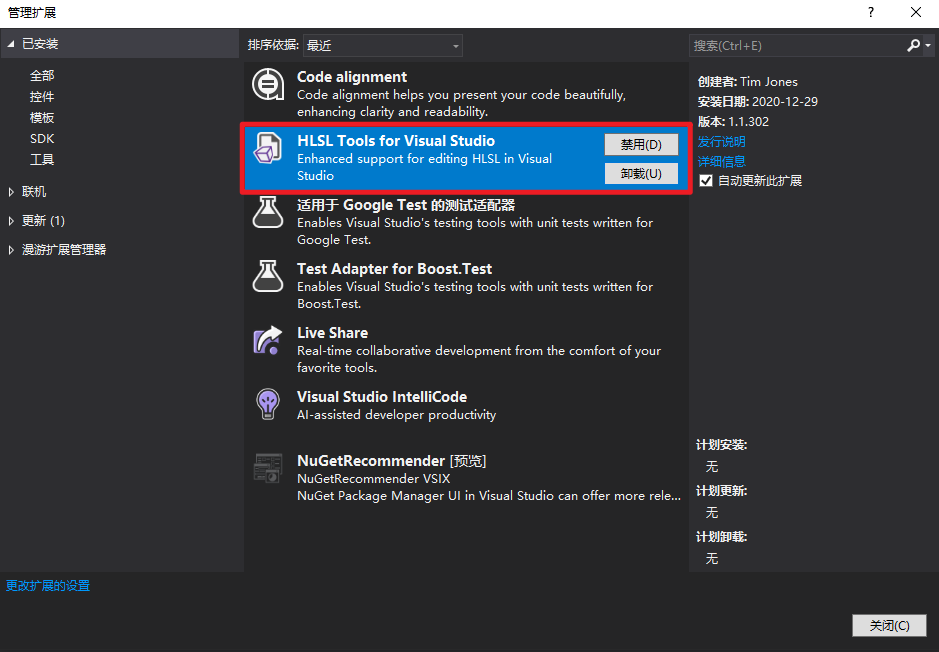 管理扩展
?
已安装
全部
控件
模板
SDK
工具
联机
更新 (1)
漫游扩展管理器
更改扩展的设置
排序依据: 最近
Code alignment
Code alignment helps you present your code beautifully,
enhancing clarity and readability.
HLSL Tools for Visual Studio
Enhanced support for editing HLSL in Visual
Studio
禁用(D)
卸载(U)
适用于 Google Test 的测试适配器
Enables Visual Studio's testing tools with unit tests written for
Google Test.
Test Adapter for Boost.Test
Enables Visual Studio's testing tools with unit tests written for
Boost.Test.
Live Share
Real-time collaborative development from the comfort of your
favorite tools.
Visual Studio IntelliCode
AI-assisted developer productivity
NuGetRecommender [预览]
NuGetRecommender VSIX
NuGet Package Manager UI in Visual Studio can offer more rele...
搜索(Ctrl+E)
创建者: Tim Jones
安装日期: 2020-12-29
版本: 1.1.302
发行说明
详细信息
自动更新此扩展
计划安装:
无
计划更新:
无
计划卸载:
无
关闭(C)